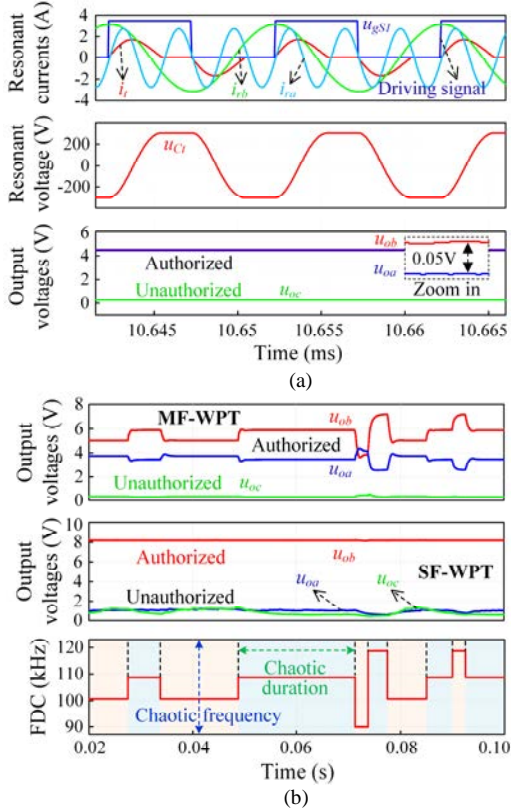 Resonant currents (A)
4
2
0
-2
-4
u_gS1
i_t
i_rb
i_ra
Driving signal
Resonant voltage (V)
200
0
-200
u_Ct
Output voltages (V)
6
4
2
0
Authorized
Unauthorized u_oc
u_ob
0.05V
u_oa
Zoom in
10.645 10.65 10.655 10.66 10.665
Time (ms)
(a)
Output voltages (V)
8
6
4
2
0
MF-WPT
u_ob
Authorized
u_oa
Unauthorized u_oc
Output voltages (V)
10
8
6
4
2
0
Authorized
u_ob
SF-WPT
Unauthorized
u_oa
u_oc
FDC (kHz)
120
110
100
90
Chaotic duration
Chaotic frequency
0.02 0.04 0.06 0.08 0.10
Time (s)
(b)